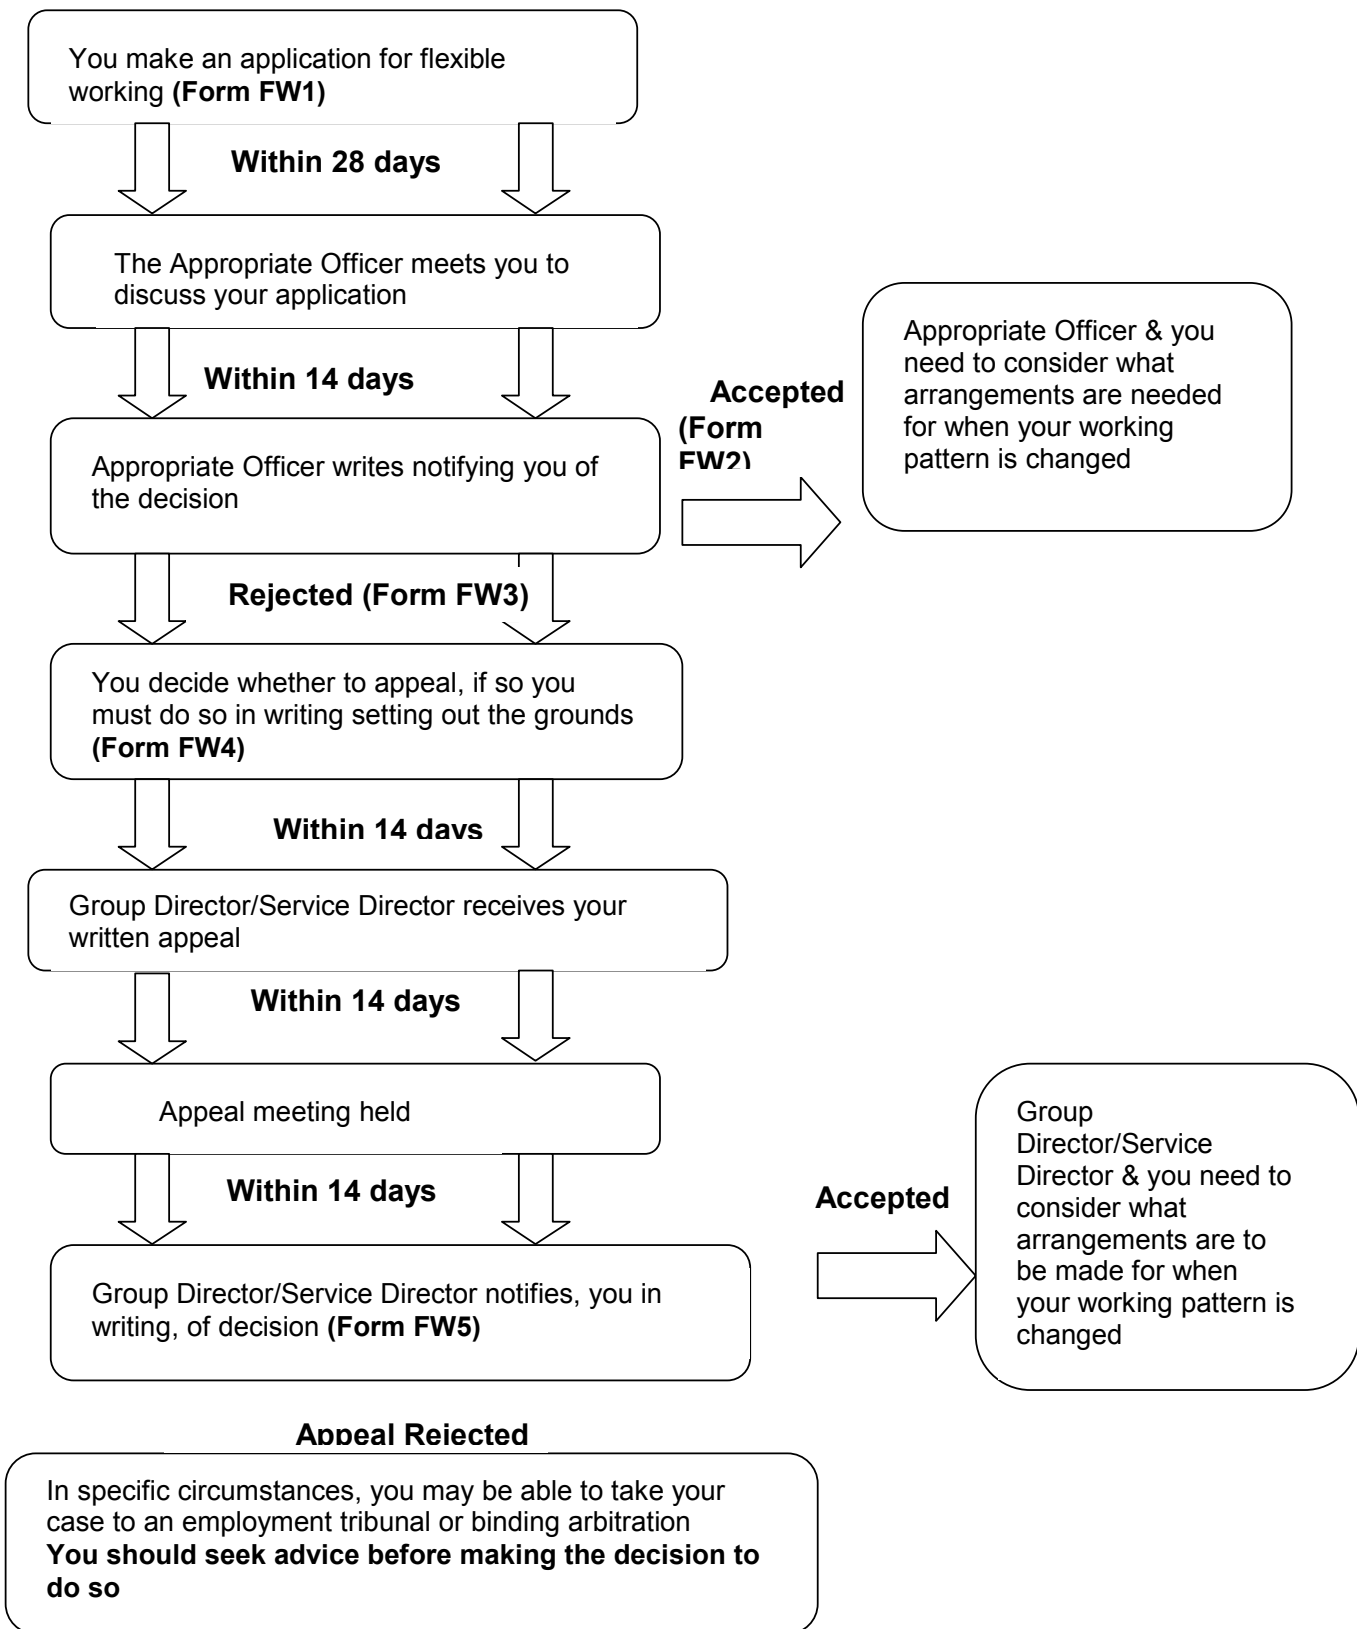 You make an application for flexible
working (Form FW1)
Within 28 days
The Appropriate Officer meets you to
discuss your application
Within 14 days
Accepted
(Form
FW2)
Appropriate Officer & you
need to consider what
arrangements are needed
for when your working
pattern is changed
Appropriate Officer writes notifying you of
the decision
Rejected (Form FW3)
You decide whether to appeal, if so you
must do so in writing setting out the grounds
(Form FW4)
Within 14 days
Group Director/Service Director receives your
written appeal
Within 14 days
Appeal meeting held
Within 14 days
Accepted
Group
Director/Service
Director & you need to
consider what
arrangements are to
be made for when
your working pattern is
changed
Group Director/Service Director notifies, you in
writing, of decision (Form FW5)
Appeal Rejected
In specific circumstances, you may be able to take your
case to an employment tribunal or binding arbitration
You should seek advice before making the decision to
do so